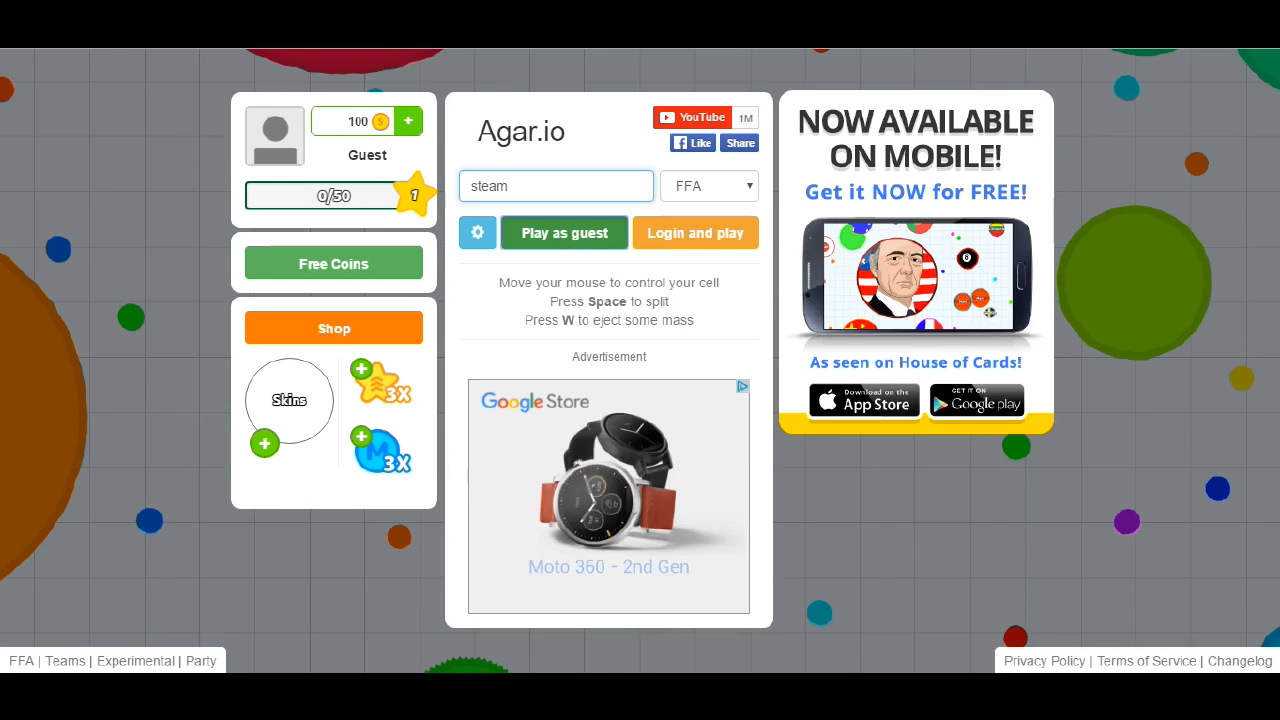 100
Guest
0/50
1
Free Coins
Shop
Skins
3X
3X
Agar.io
YouTube 1M
Like Share
steam
FFA
Play as guest
Login and play
Move your mouse to control your cell
Press Space to split
Press W to eject some mass
Advertisement
Google Store
Moto 360 - 2nd Gen
NOW AVAILABLE
ON MOBILE!
Get it NOW for FREE!
8
As seen on House of Cards!
Download on the
App Store
GET IT ON
Google play
FFA | Teams | Experimental | Party
Privacy Policy | Terms of Service | Changelog